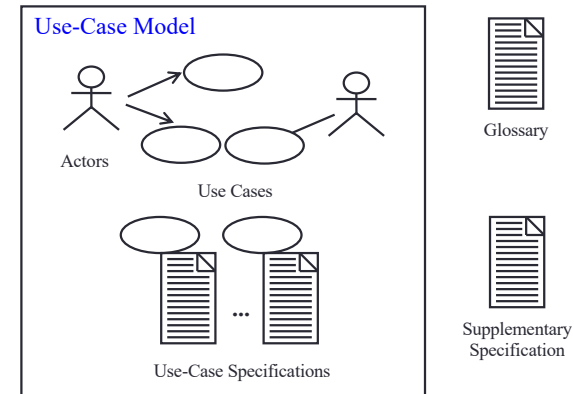 Use-Case Model
Actors
Use Cases
...
Use-Case Specifications
Glossary
Supplementary
Specification